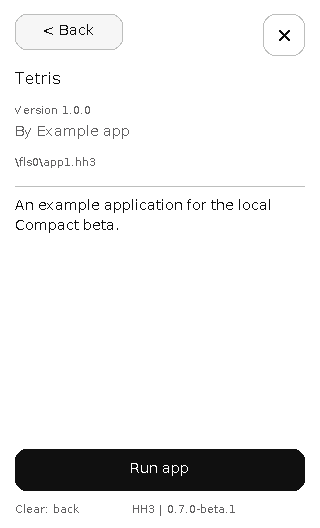 < Back
×
Tetris
Version 1.0.0
By Example app
\fls0\app1.hh3
An example application for the local
Compact beta.
Run app
Clear: back
HH3 | 0.7.0-beta.1